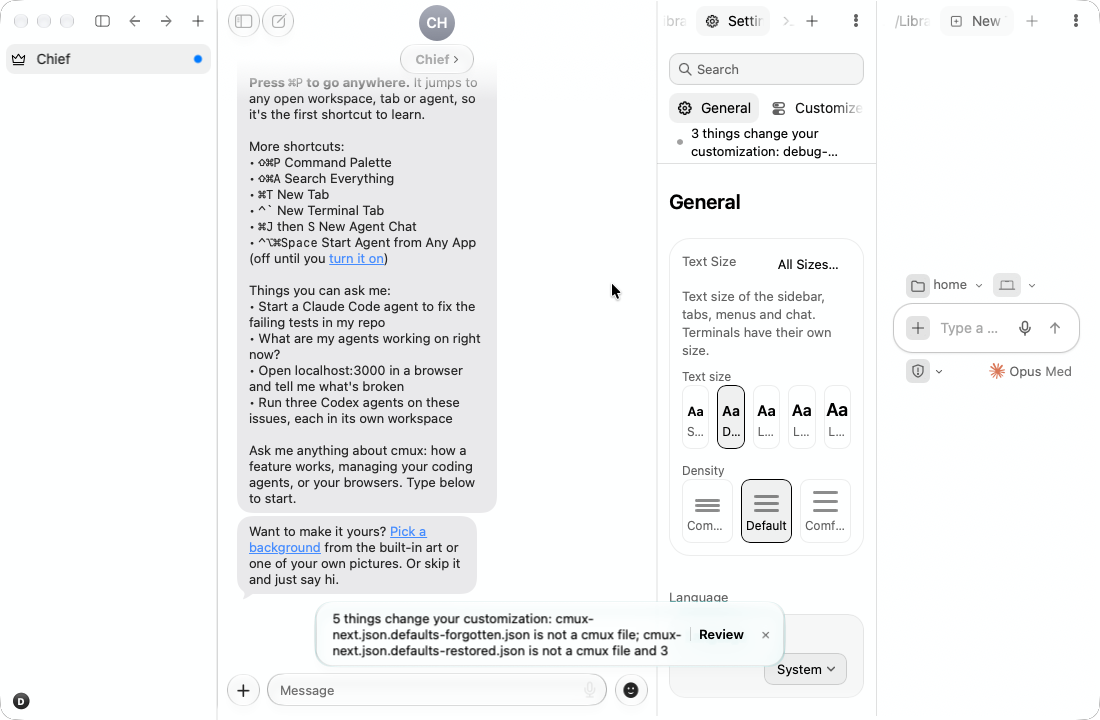 Chief
CH
Chief
Press ⌘P to go anywhere. It jumps to
any open workspace, tab or agent, so
it's the first shortcut to learn.
More shortcuts:
• ⇧⌘P Command Palette
• ⇧⌘A Search Everything
• ⌘T New Tab
• ^` New Terminal Tab
• ⌘J then S New Agent Chat
• ^⌥⌘Space Start Agent from Any App
(off until you turn it on)
Things you can ask me:
• Start a Claude Code agent to fix the
failing tests in my repo
• What are my agents working on right
now?
• Open localhost:3000 in a browser
and tell me what's broken
• Run three Codex agents on these
issues, each in its own workspace
Ask me anything about cmux: how a
feature works, managing your coding
agents, or your browsers. Type below
to start.
Want to make it yours? Pick a
background from the built-in art or
one of your own pictures. Or skip it
and just say hi.
5 things change your customization: cmux-
next.json.defaults-forgotten.json is not a cmux file; cmux-
next.json.defaults-restored.json is not a cmux file and 3
Review
Message
D
Settin
Search
General
Customize
3 things change your
customization: debug-...
General
Text Size
All Sizes...
Text size of the sidebar,
tabs, menus and chat.
Terminals have their own
size.
Text size
Aa Aa Aa Aa Aa
S... D... L... L... L...
Density
Com... Default Comf...
Language
System
/Libra
New
home
Type a ...
Opus Med